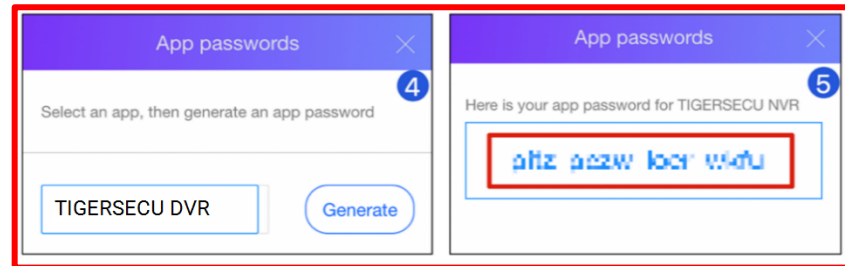 App passwords
4
Select an app, then generate an app password
TIGERSECU DVR
Generate
App passwords
5
Here is your app password for TIGERSECU NVR